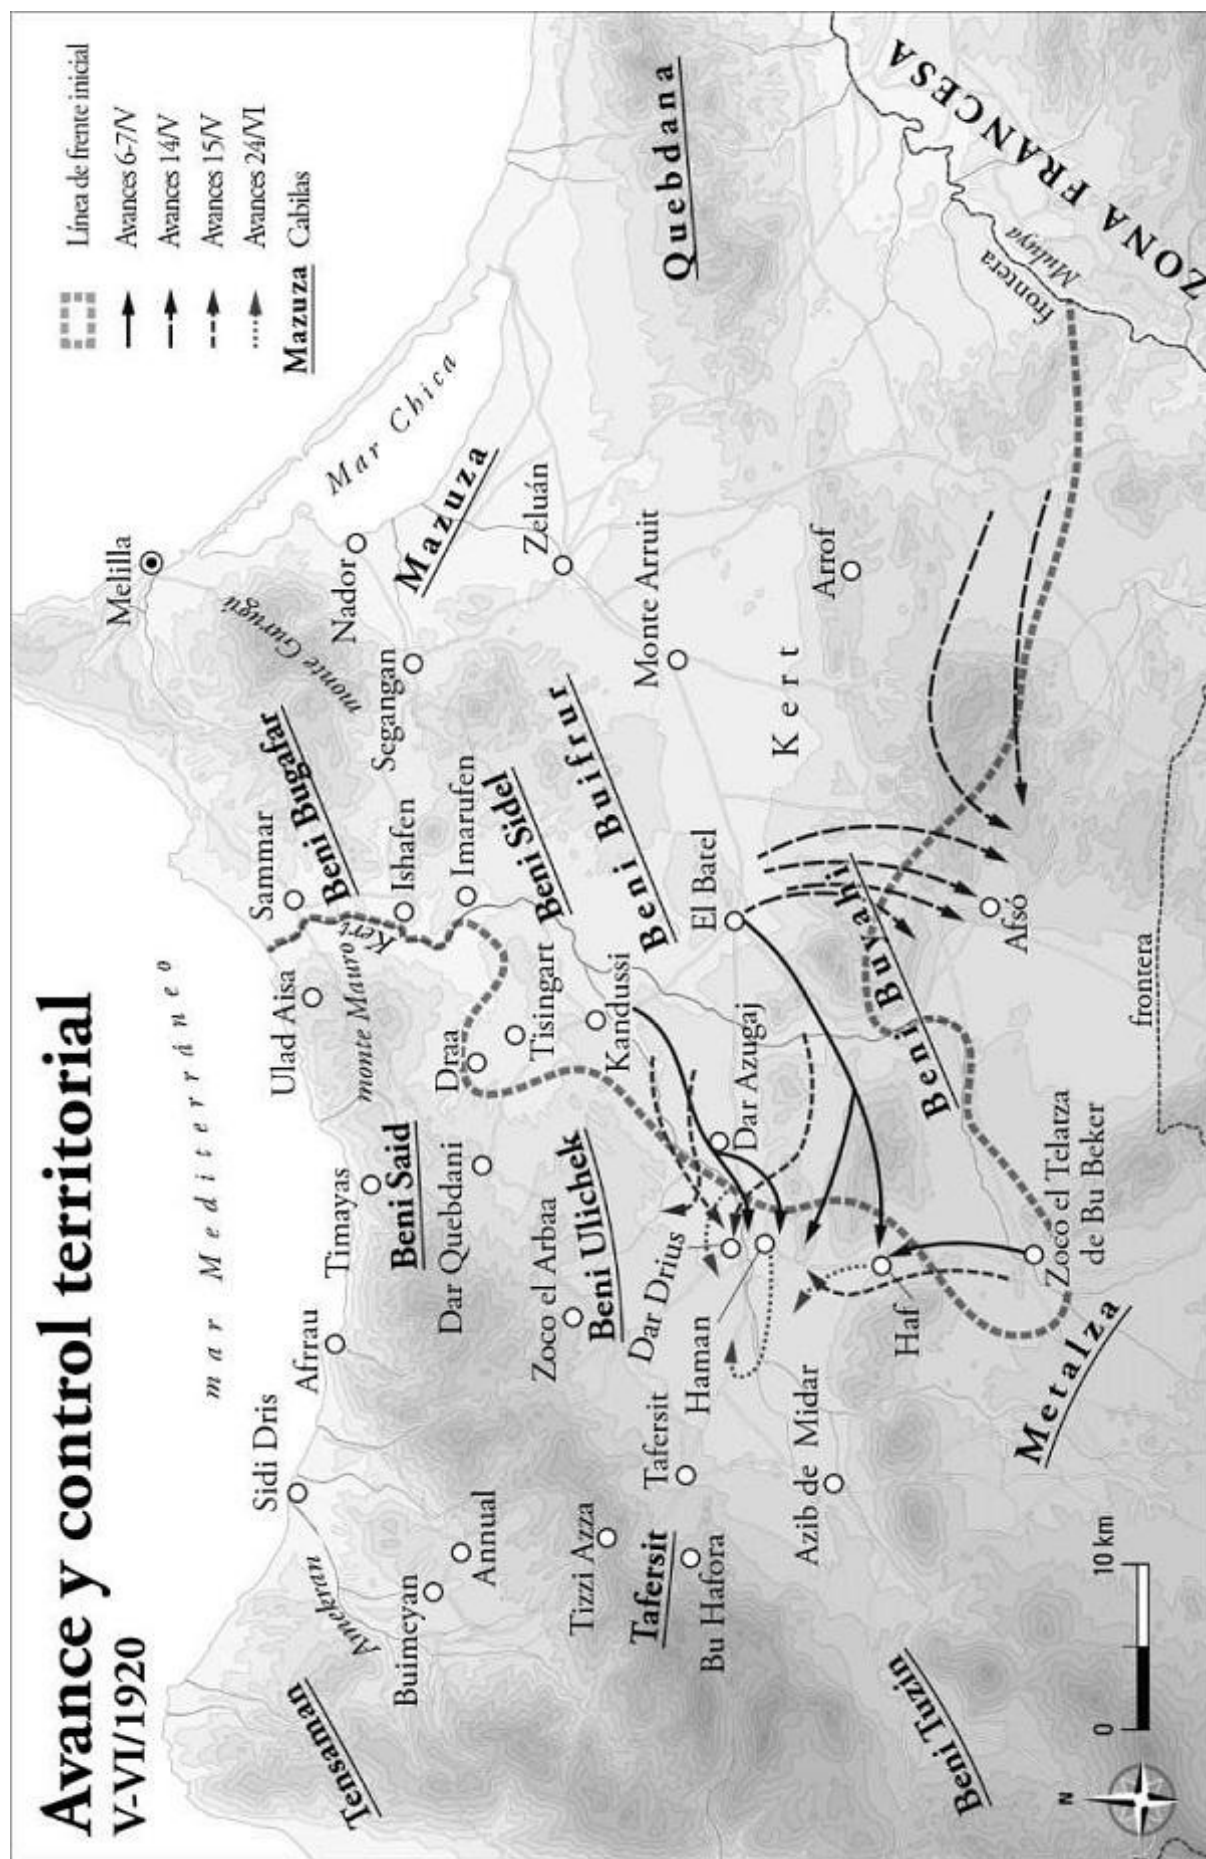 Avance y control territorial
V-VI/1920
Línea de frente inicial
Avances 6-7/V
Avances 14/V
Avances 15/V
Avances 24/VI
Mazuza Cabilas
mar Mediterráneo
Melilla
monte Gurugú
Mar Chica
Nador
Segangan
Mazuza
Zeluán
Quebdana
ZONA FRANCESA
Muluya
frontera
Sammar
Beni Bugafar
Ishafen
Imarufen
Beni Sidel
Beni Buifrur
Monte Arruit
Kert
Arrof
Kert
Ulad Aisa
monte Mauro
Draa
Tisingart
Kandussi
El Batel
Beni Buyahi
Afsó
frontera
Timayas
Beni Said
Dar Quebdani
Zoco el Arbaa
Beni Ulichek
Dar Azugaj
Dar Drius
Haman
Haf
Zoco el Telatza
de Bu Beker
Metalza
Afrrau
Sidi Dris
Amekran
Buimeyan
Annual
Tizzi Azza
Tafersit
Tafersit
Bu Hafora
Azib de Midar
Tensaman
Beni Tuzin
N
0
10 km